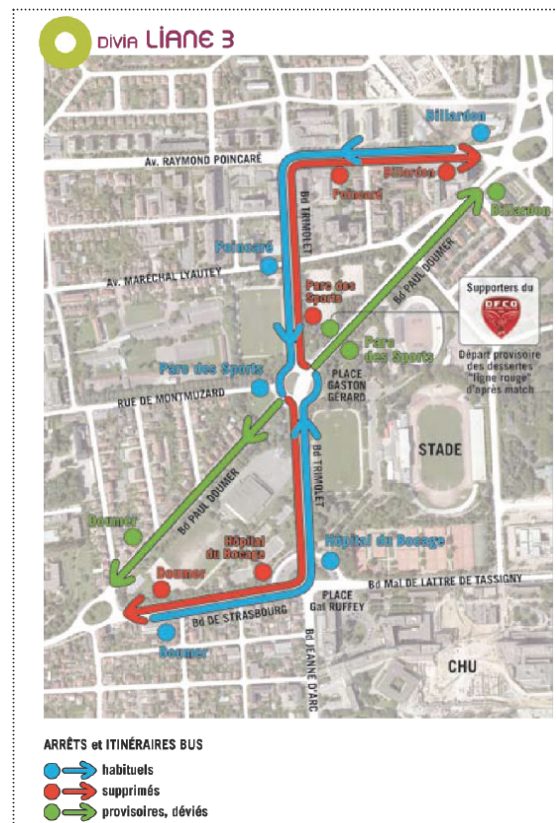 DiViA LiANE 3
Billardon
Av. RAYMOND POINCARÉ
Poincaré
Billardon
Billardon
Bd TRIMOLET
Poincaré
Av. MARÉCHAL LYAUTEY
Bd PAUL DOUMER
Parc des
Sports
Supporters du
DFCO
Parc
des Sports
Départ provisoire
des dessertes
"ligne rouge"
d'après match
Parc des Sports
PLACE
GASTON
GÉRARD
RUE DE MONTMUZARD
STADE
Bd TRIMOLET
Bd PAUL DOUMER
Doumer
Hôpital
du Bocage
Hôpital du Bocage
Doumer
Bd Mal DE LATTRE DE TASSIGNY
PLACE
Gal RUFFEY
Bd DE STRASBOURG
Doumer
Bd JEANNE D'ARC
CHU
ARRÊTS et ITINÉRAIRES BUS
habituels
supprimés
provisoires, déviés